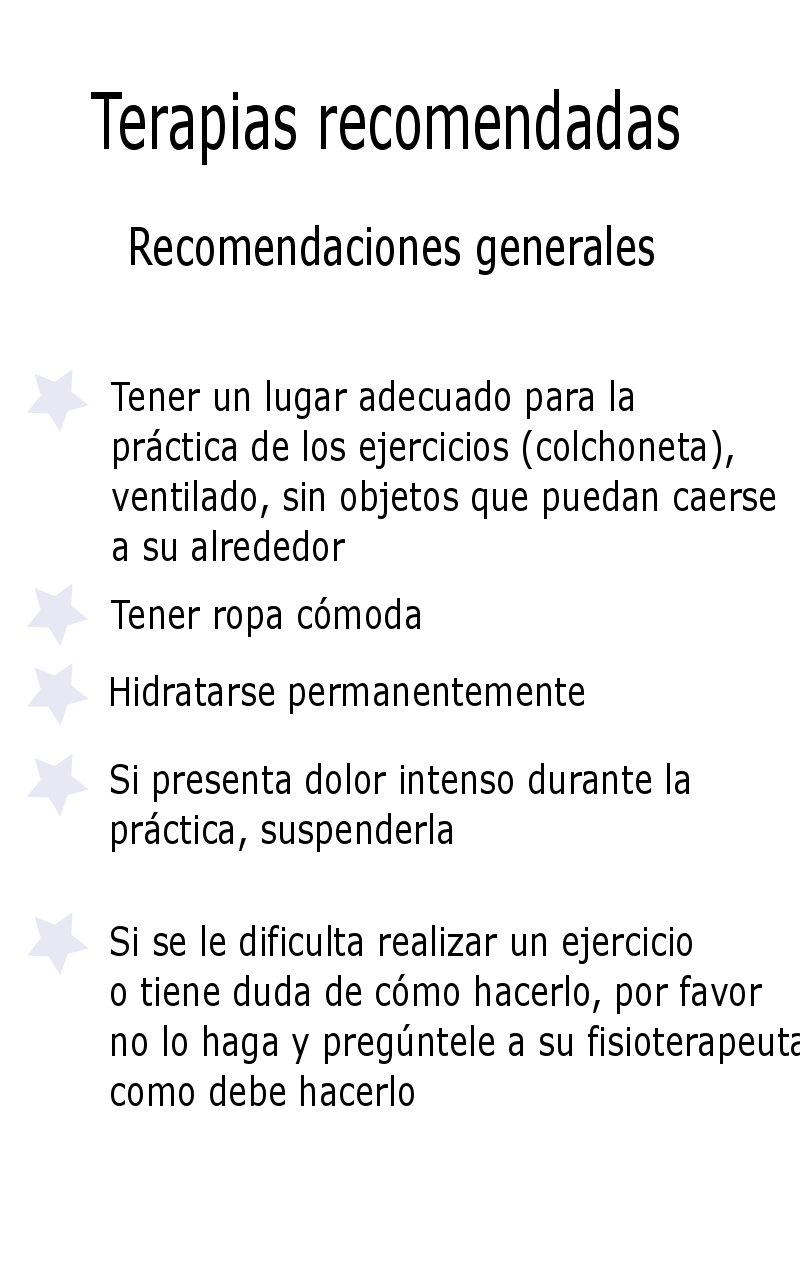 Terapias recomendadas
Recomendaciones generales
Tener un lugar adecuado para la
práctica de los ejercicios (colchoneta),
ventilado, sin objetos que puedan caerse
a su alrededor
Tener ropa cómoda
Hidratarse permanentemente
Si presenta dolor intenso durante la
práctica, suspenderla
Si se le dificulta realizar un ejercicio
o tiene duda de cómo hacerlo, por favor
no lo haga y pregúntele a su fisioterapeuta
como debe hacerlo